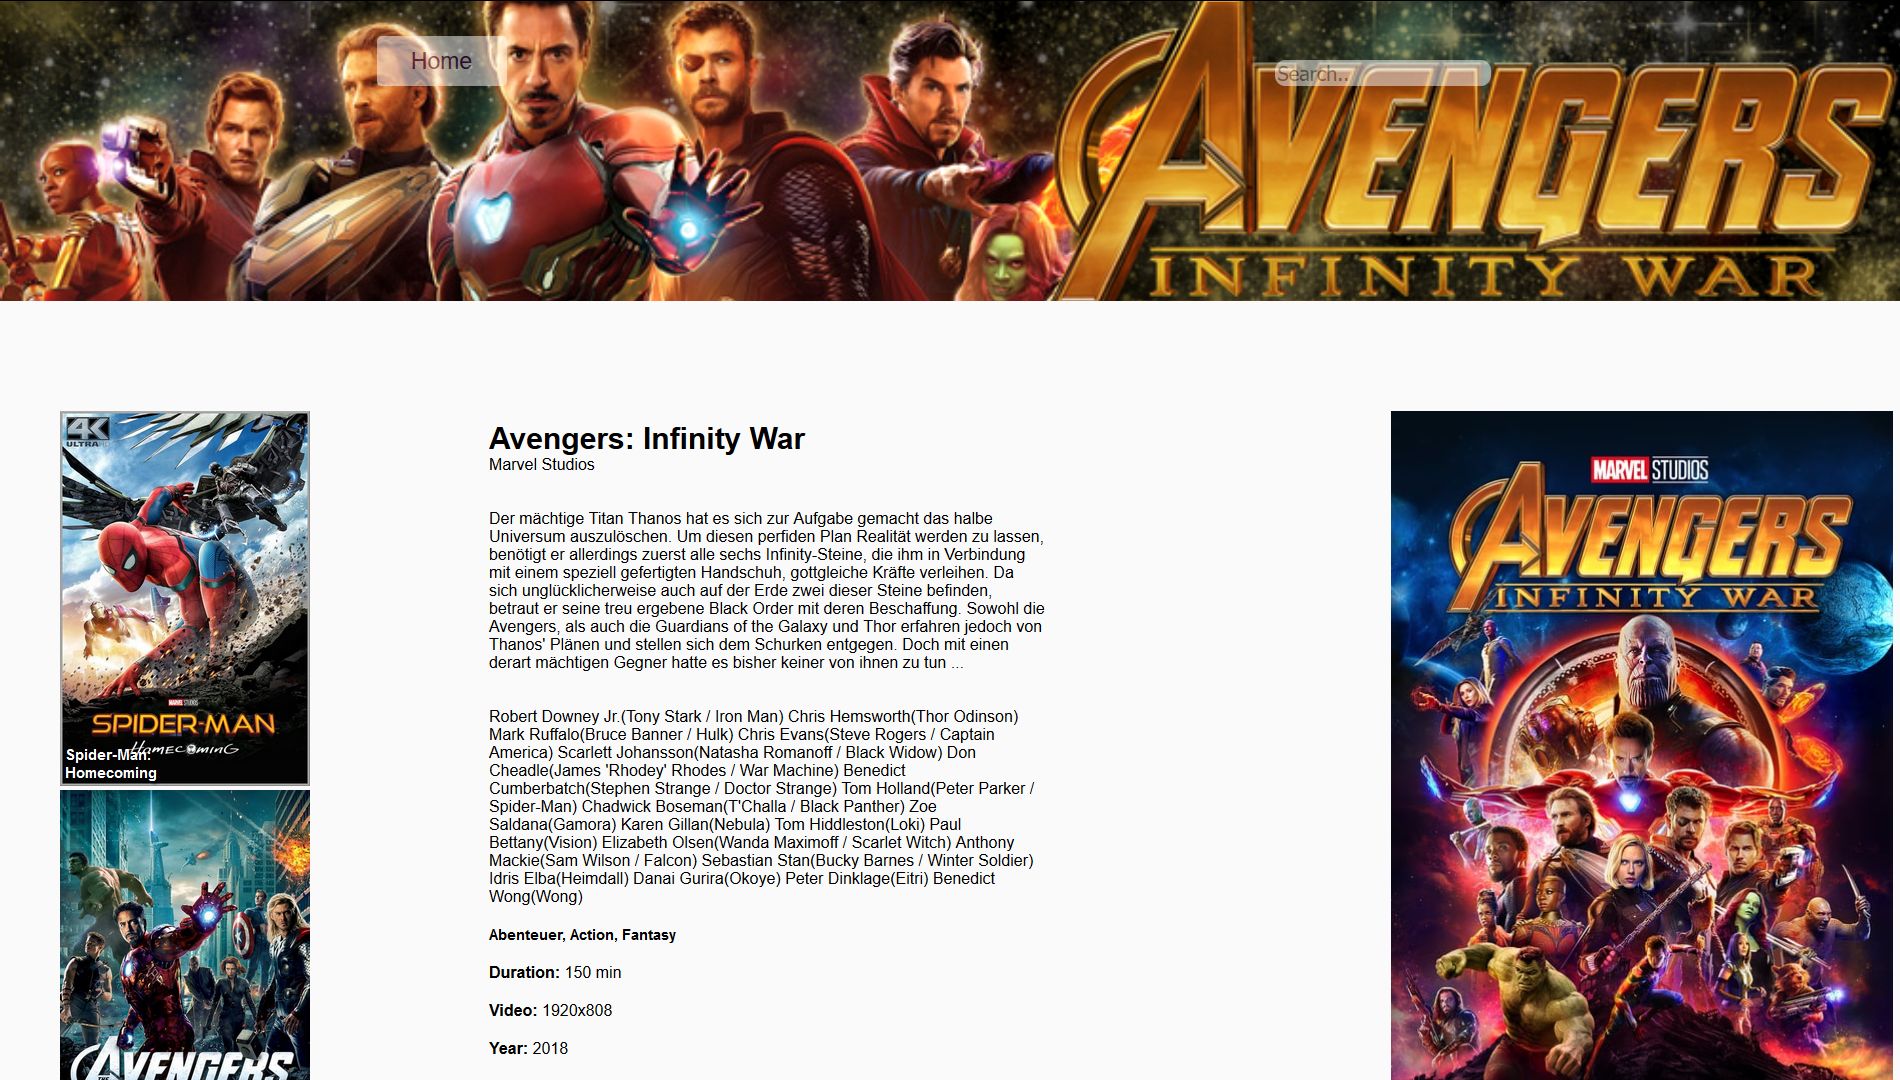 Home
Search..
AVENGERS
INFINITY WAR
4K
ULTRA HD
MARVEL STUDIOS
SPIDER-MAN
HOMECOMING
Spider-Man:
Homecoming
THE
AVENGERS
Avengers: Infinity War
Marvel Studios
Der mächtige Titan Thanos hat es sich zur Aufgabe gemacht das halbe
Universum auszulöschen. Um diesen perfiden Plan Realität werden zu lassen,
benötigt er allerdings zuerst alle sechs Infinity-Steine, die ihm in Verbindung
mit einem speziell gefertigten Handschuh, gottgleiche Kräfte verleihen. Da
sich unglücklicherweise auch auf der Erde zwei dieser Steine befinden,
betraut er seine treu ergebene Black Order mit deren Beschaffung. Sowohl die
Avengers, als auch die Guardians of the Galaxy und Thor erfahren jedoch von
Thanos' Plänen und stellen sich dem Schurken entgegen. Doch mit einen
derart mächtigen Gegner hatte es bisher keiner von ihnen zu tun ...
Robert Downey Jr.(Tony Stark / Iron Man) Chris Hemsworth(Thor Odinson)
Mark Ruffalo(Bruce Banner / Hulk) Chris Evans(Steve Rogers / Captain
America) Scarlett Johansson(Natasha Romanoff / Black Widow) Don
Cheadle(James 'Rhodey' Rhodes / War Machine) Benedict
Cumberbatch(Stephen Strange / Doctor Strange) Tom Holland(Peter Parker /
Spider-Man) Chadwick Boseman(T'Challa / Black Panther) Zoe
Saldana(Gamora) Karen Gillan(Nebula) Tom Hiddleston(Loki) Paul
Bettany(Vision) Elizabeth Olsen(Wanda Maximoff / Scarlet Witch) Anthony
Mackie(Sam Wilson / Falcon) Sebastian Stan(Bucky Barnes / Winter Soldier)
Idris Elba(Heimdall) Danai Gurira(Okoye) Peter Dinklage(Eitri) Benedict
Wong(Wong)
Abenteuer, Action, Fantasy
Duration: 150 min
Video: 1920x808
Year: 2018
MARVEL STUDIOS
AVENGERS
INFINITY WAR